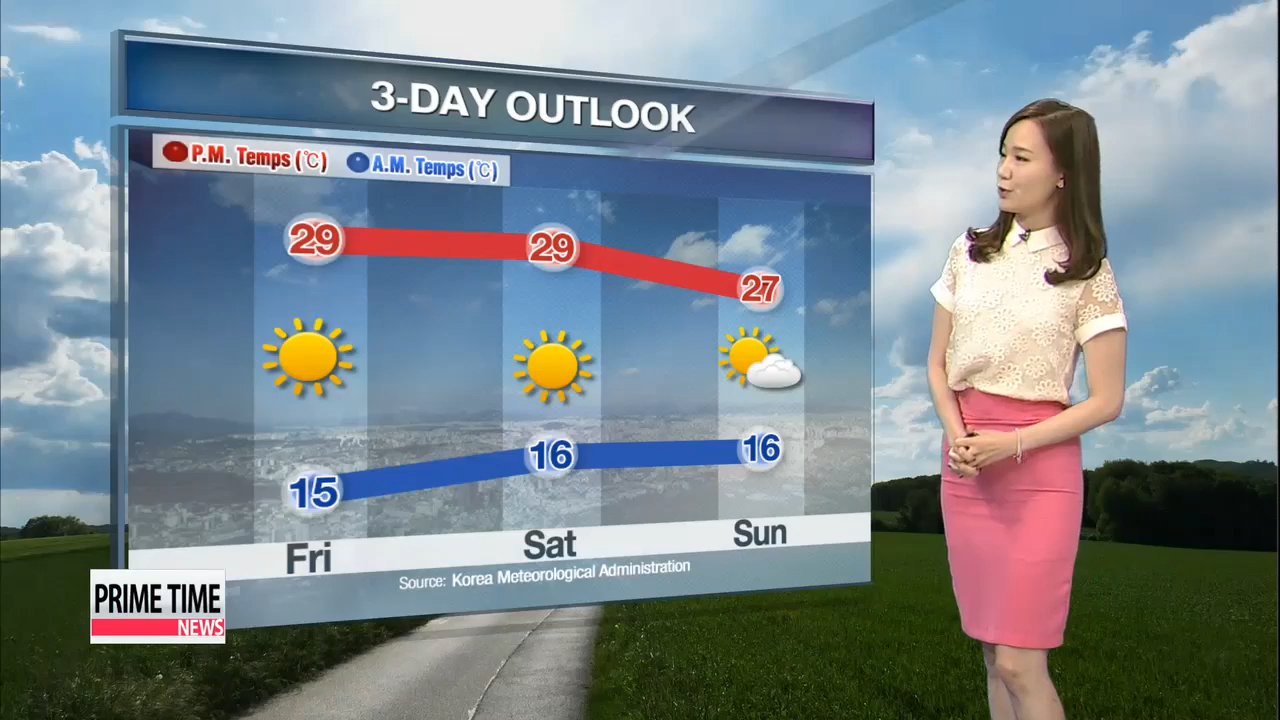 3-DAY OUTLOOK
P.M. Temps (℃) A.M. Temps (℃)
29 29 27
15 16 16
Fri Sat Sun
Source: Korea Meteorological Administration
PRIME TIME
NEWS